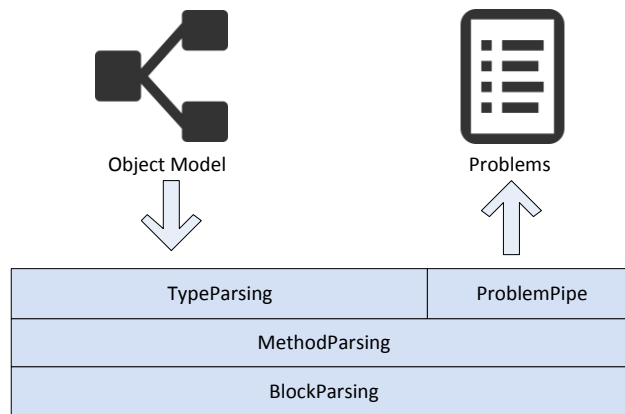 Object Model
Problems
TypeParsing
ProblemPipe
MethodParsing
BlockParsing